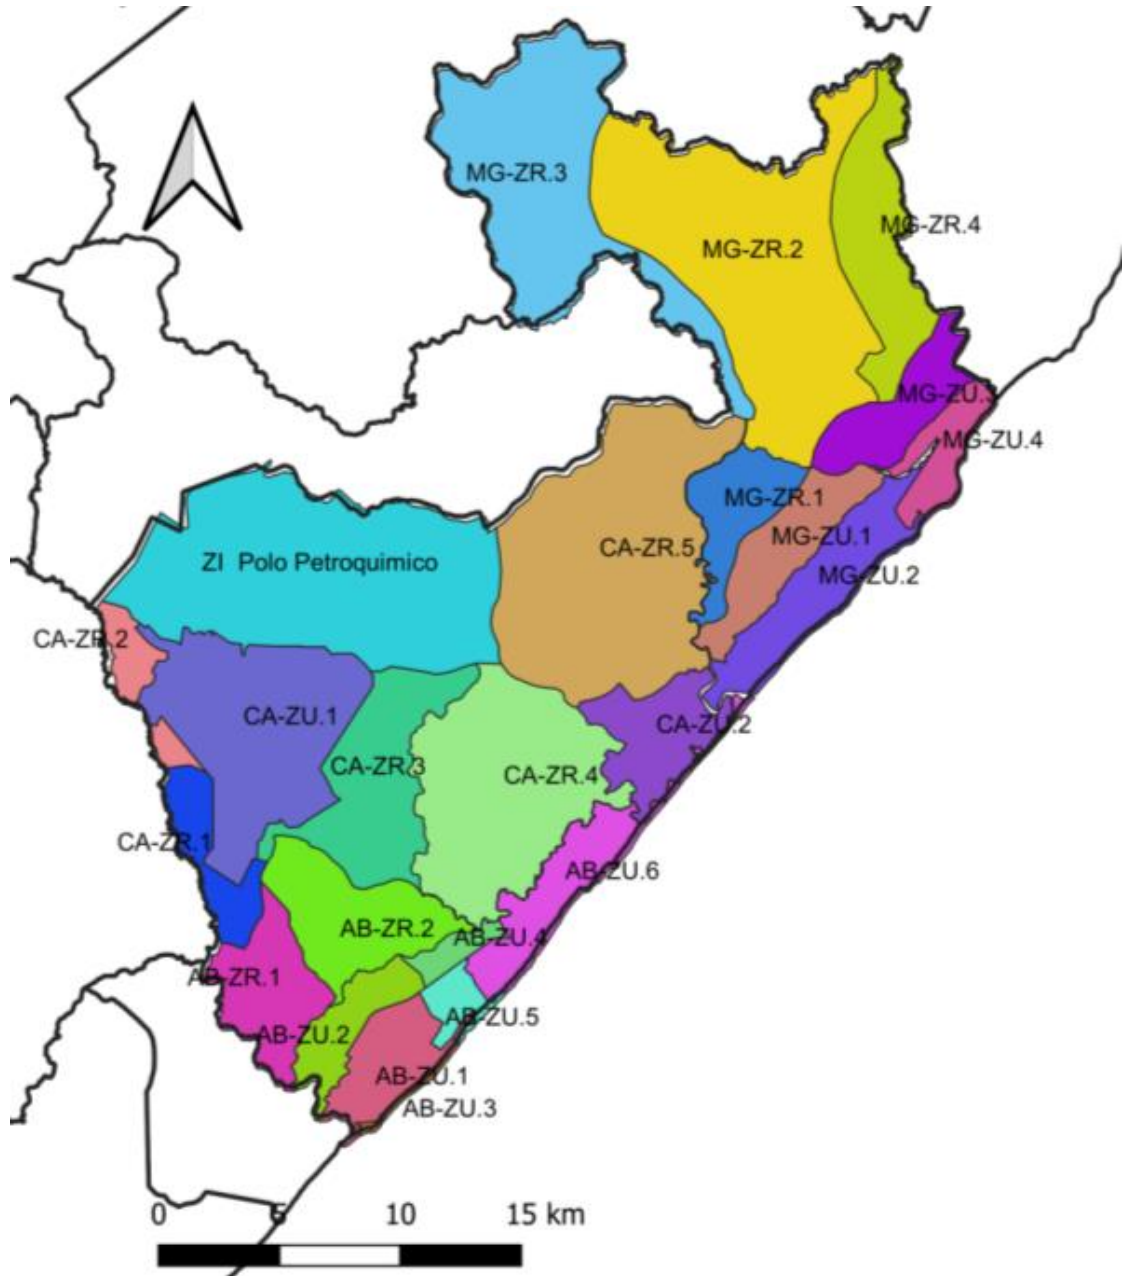 MG-ZR.3
MG-ZR.4
MG-ZR.2
MG-ZU.3
MG-ZU.4
MG-ZR.1
MG-ZU.1
CA-ZR.5
ZI Polo Petroquimico
MG-ZU.2
CA-ZR.2
CA-ZU.1
CA-ZU.2
CA-ZR.3
CA-ZR.4
CA-ZR.1
AB-ZU.6
AB-ZR.2
AB-ZU.4
AB-ZR.1
AB-ZU.5
AB-ZU.2
AB-ZU.1
AB-ZU.3
0 5 10 15 km